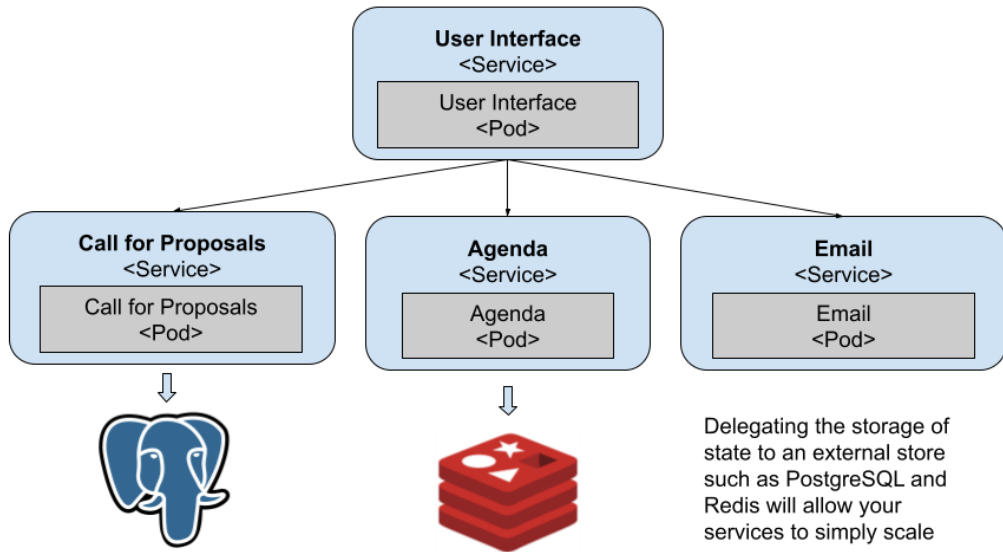 User Interface
<Service>
User Interface
<Pod>
Call for Proposals
<Service>
Call for Proposals
<Pod>
Agenda
<Service>
Agenda
<Pod>
Email
<Service>
Email
<Pod>
Delegating the storage of
state to an external store
such as PostgreSQL and
Redis will allow your
services to simply scale